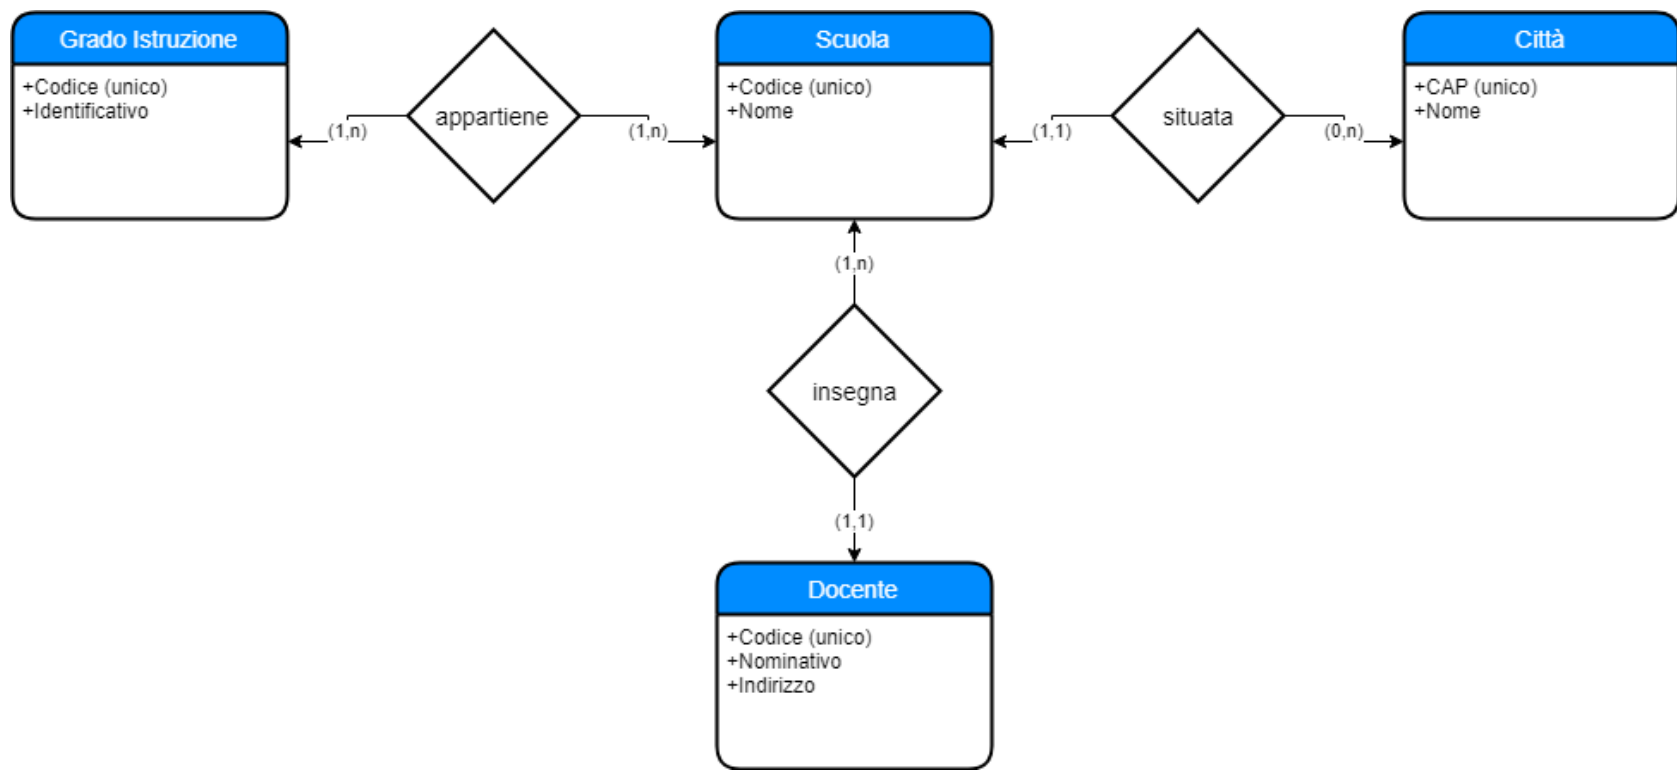 Grado Istruzione
+Codice (unico)
+Identificativo
(1,n)
appartiene
(1,n)
Scuola
+Codice (unico)
+Nome
(1,1)
situata
(0,n)
Città
+CAP (unico)
+Nome
(1,n)
insegna
(1,1)
Docente
+Codice (unico)
+Nominativo
+Indirizzo